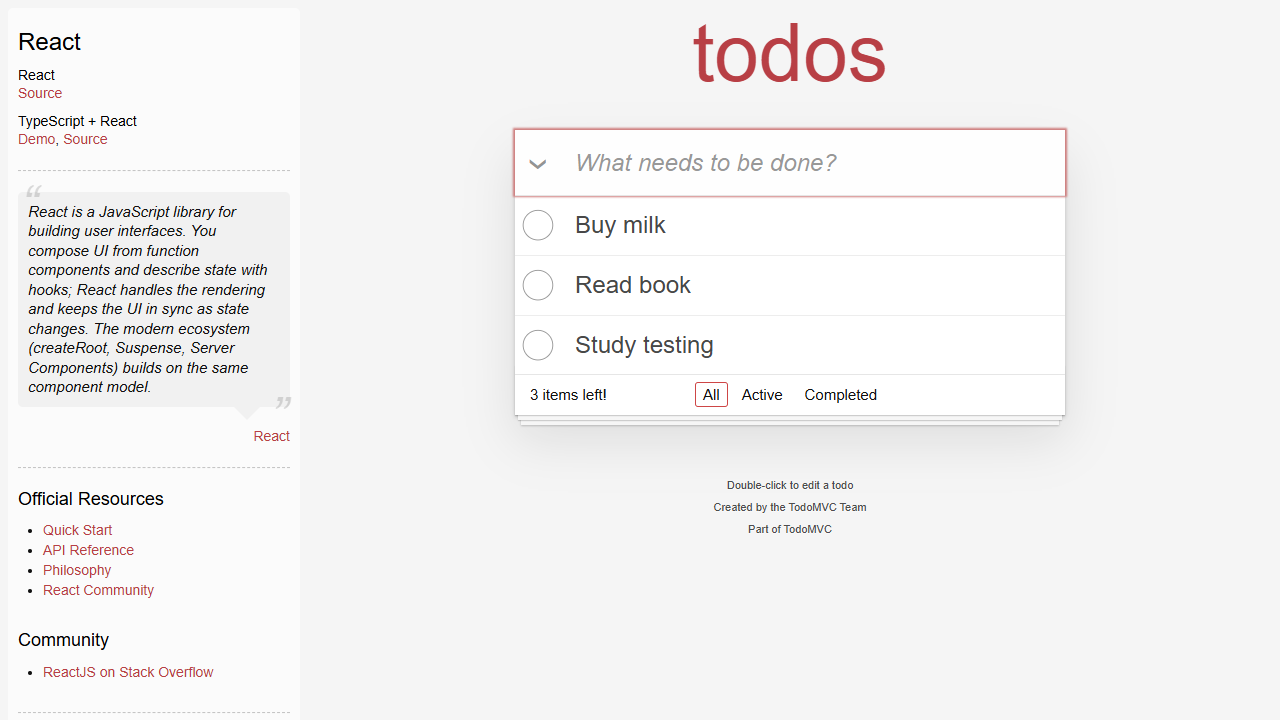 React
React
Source
TypeScript + React
Demo, Source
“
React is a JavaScript library for
building user interfaces. You
compose UI from function
components and describe state with
hooks; React handles the rendering
and keeps the UI in sync as state
changes. The modern ecosystem
(createRoot, Suspense, Server
Components) builds on the same
component model.
”
React
Official Resources
Quick Start
API Reference
Philosophy
React Community
Community
ReactJS on Stack Overflow
todos
What needs to be done?
Buy milk
Read book
Study testing
3 items left! All Active Completed
Double-click to edit a todo
Created by the TodoMVC Team
Part of TodoMVC